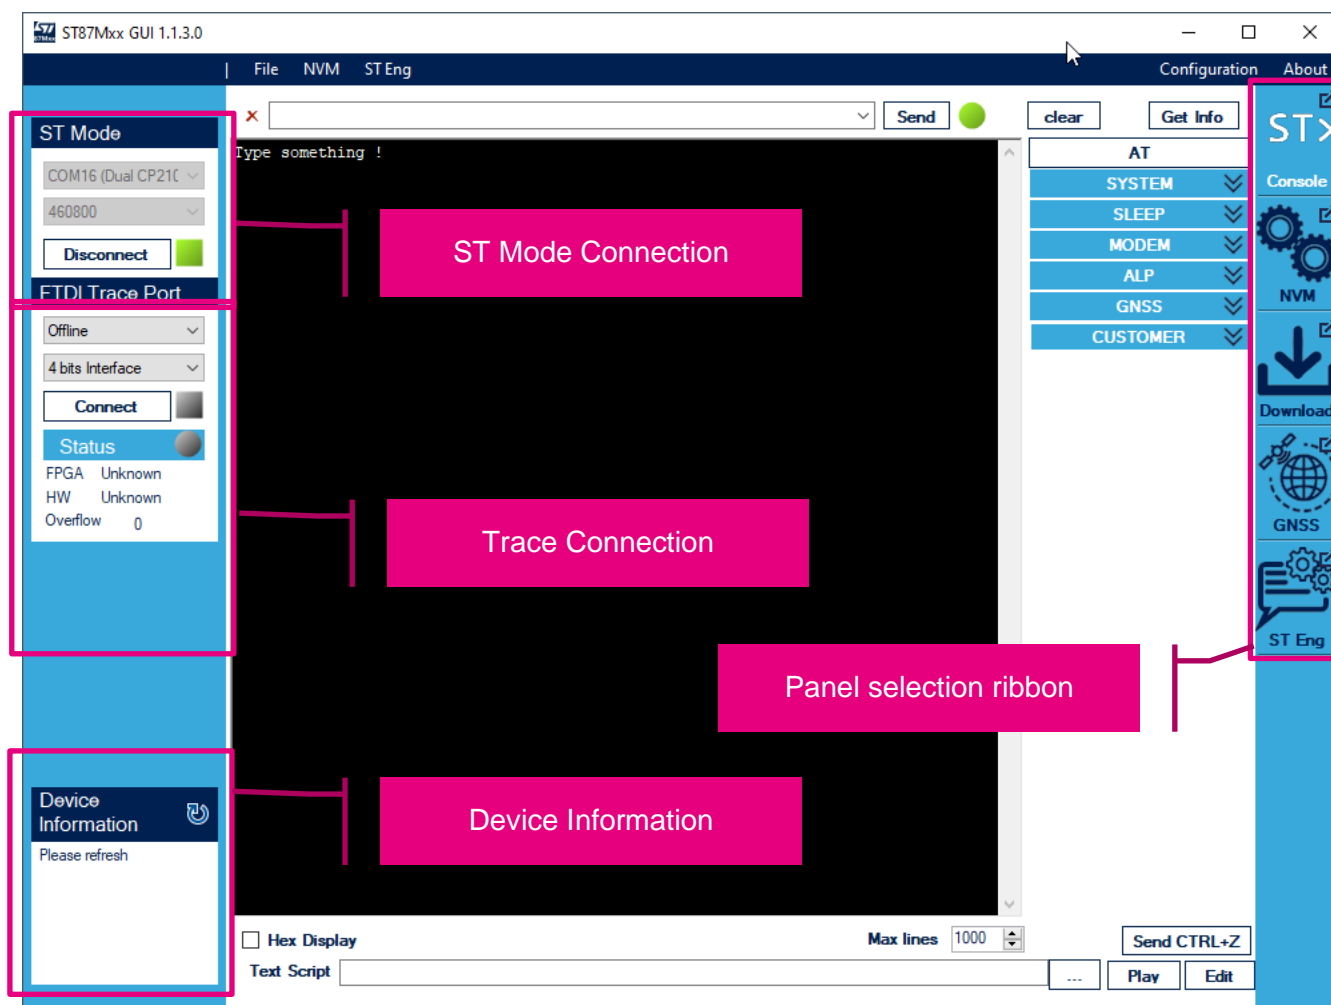 ST87Mxx GUI 1.1.3.0
| File NVM ST Eng Configuration About
ST Mode
COM16 (Dual CP210
460800
Disconnect
FTDI Trace Port
Offline
4 bits Interface
Connect
Status
FPGA Unknown
HW Unknown
Overflow 0
Device
Information
Please refresh
Send
clear
Get Info
Type something !
ST Mode Connection
Trace Connection
Panel selection ribbon
Device Information
AT
SYSTEM
SLEEP
MODEM
ALP
GNSS
CUSTOMER
Console
NVM
Download
GNSS
ST Eng
Hex Display
Max lines 1000
Send CTRL+Z
Text Script
...
Play
Edit